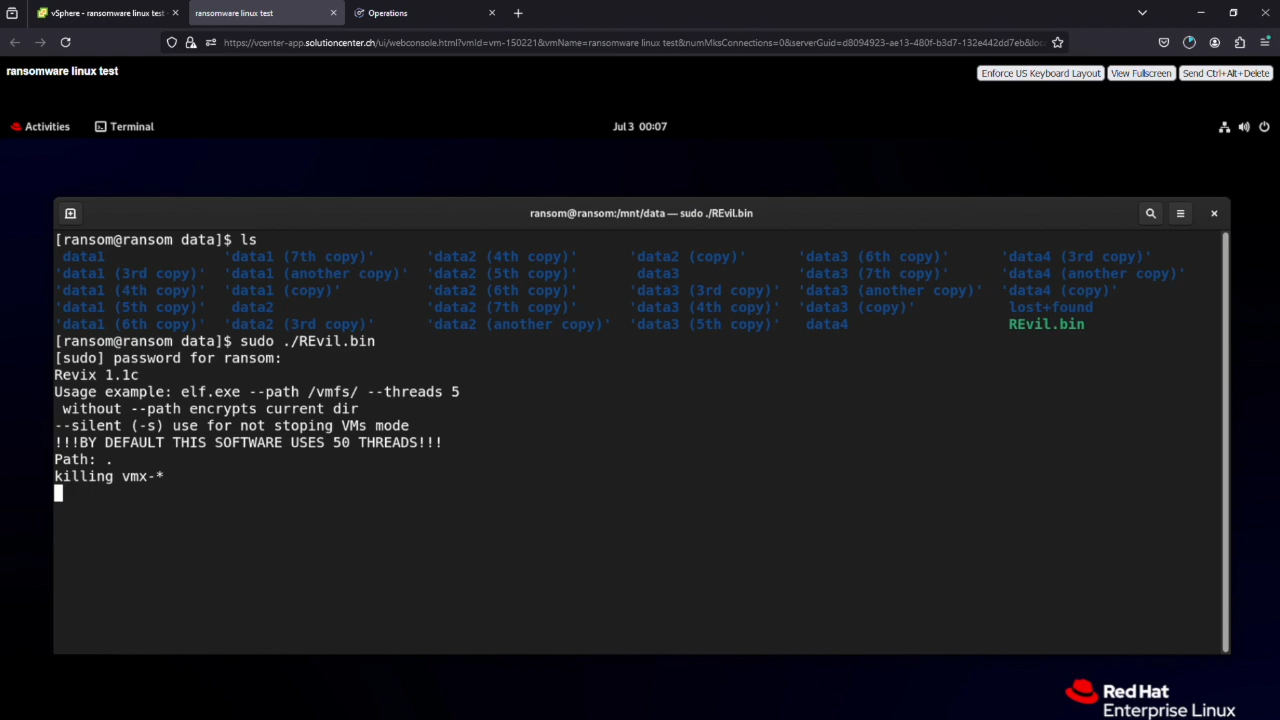 vSphere - ransomware linux test
ransomware linux test
Operations
https://vcenter-app.solutioncenter.ch/ui/webconsole.html?vmId=vm-150221&vmName=ransomware linux test&numMksConnections=0&serverGuid=d8094923-ae13-480f-b3d7-132e442dd7eb&loc
ransomware linux test
Enforce US Keyboard Layout
View Fullscreen
Send Ctrl+Alt+Delete
Activities
Terminal
Jul 3 00:07
ransom@ransom:/mnt/data — sudo ./REvil.bin
[ransom@ransom data]$ ls
data1 'data1 (7th copy)' 'data2 (4th copy)' 'data2 (copy)' 'data3 (6th copy)' 'data4 (3rd copy)'
'data1 (3rd copy)' 'data1 (another copy)' 'data2 (5th copy)' data3 'data3 (7th copy)' 'data4 (another copy)'
'data1 (4th copy)' 'data1 (copy)' 'data2 (6th copy)' 'data3 (3rd copy)' 'data3 (another copy)' 'data4 (copy)'
'data1 (5th copy)' data2 'data2 (7th copy)' 'data3 (4th copy)' 'data3 (copy)' lost+found
'data1 (6th copy)' 'data2 (3rd copy)' 'data2 (another copy)' 'data3 (5th copy)' data4 REvil.bin
[ransom@ransom data]$ sudo ./REvil.bin
[sudo] password for ransom:
Revix 1.1c
Usage example: elf.exe --path /vmfs/ --threads 5
without --path encrypts current dir
--silent (-s) use for not stoping VMs mode
!!!BY DEFAULT THIS SOFTWARE USES 50 THREADS!!!
Path: .
killing vmx-*
Red Hat
Enterprise Linux